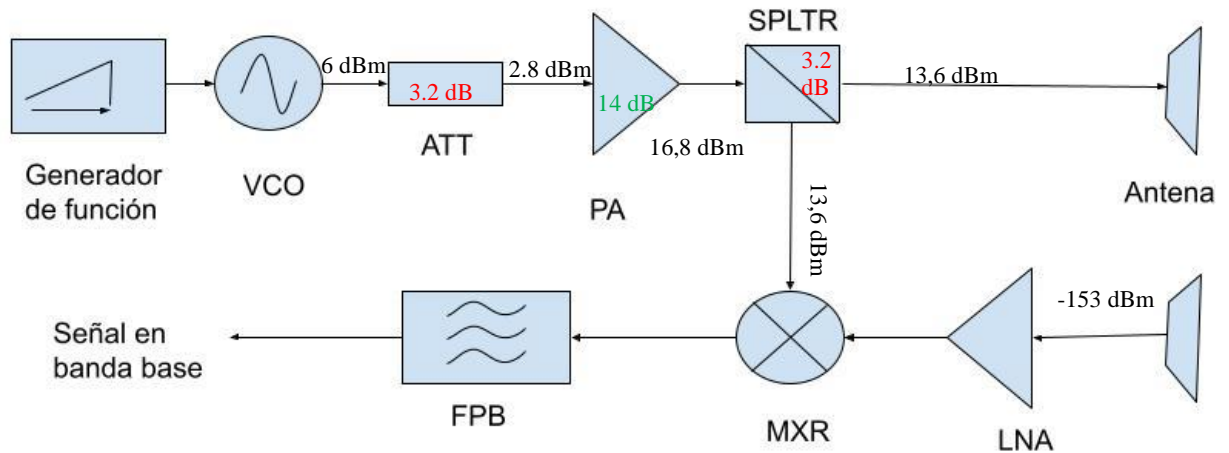 SPLTR
6 dBm
3.2 dB
2.8 dBm
14 dB
3.2
dB
13,6 dBm
ATT
16,8 dBm
Generador
de función
VCO
PA
Antena
13,6 dBm
-153 dBm
Señal en
banda base
FPB
MXR
LNA